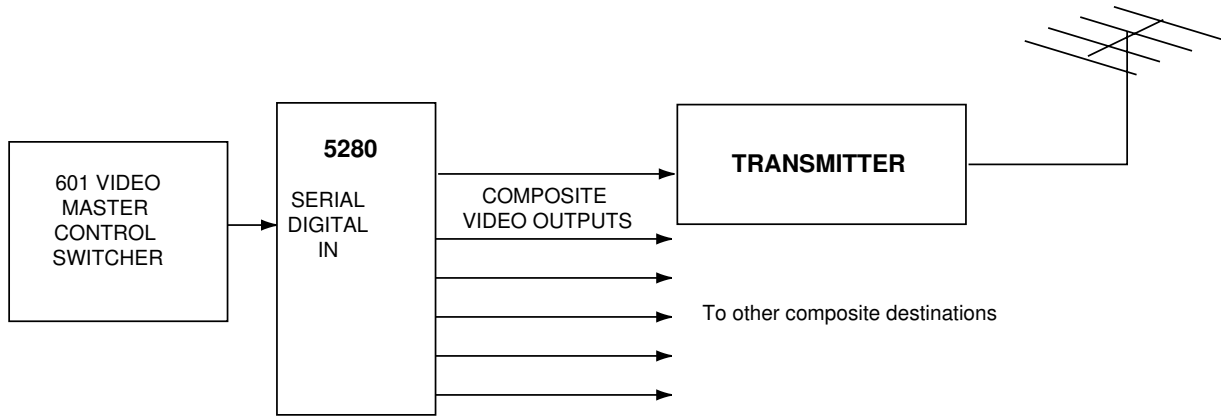 601 VIDEO
MASTER
CONTROL
SWITCHER
5280
SERIAL
DIGITAL
IN
COMPOSITE
VIDEO OUTPUTS
TRANSMITTER
To other composite destinations